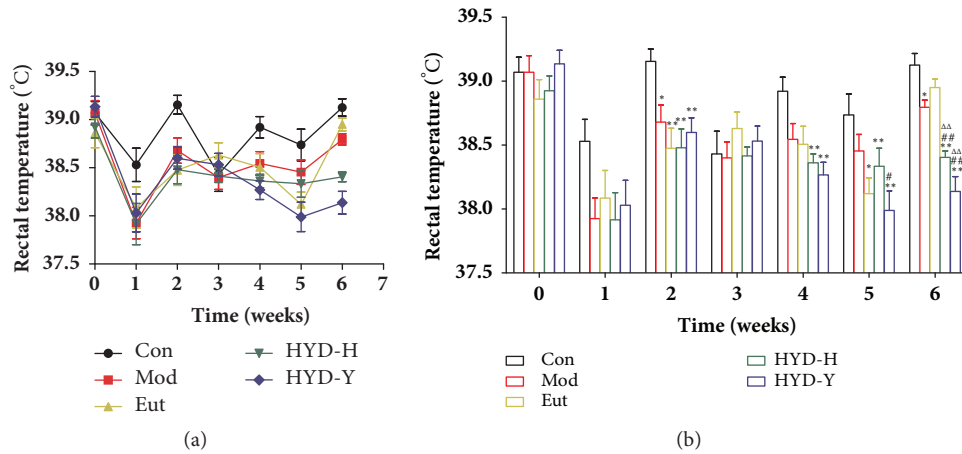 39.5
39.0
38.5
38.0
37.5
Rectal temperature (°C)
0 1 2 3 4 5 6 7
Time (weeks)
Con
Mod
Eut
HYD-H
HYD-Y
(a)
39.5
39.0
38.5
38.0
37.5
Rectal temperature (°C)
*
**
**
**
**
**
*
**
#
**
*
ΔΔ
##
**
ΔΔ
##
**
0 1 2 3 4 5 6
Time (weeks)
Con
Mod
Eut
HYD-H
HYD-Y
(b)